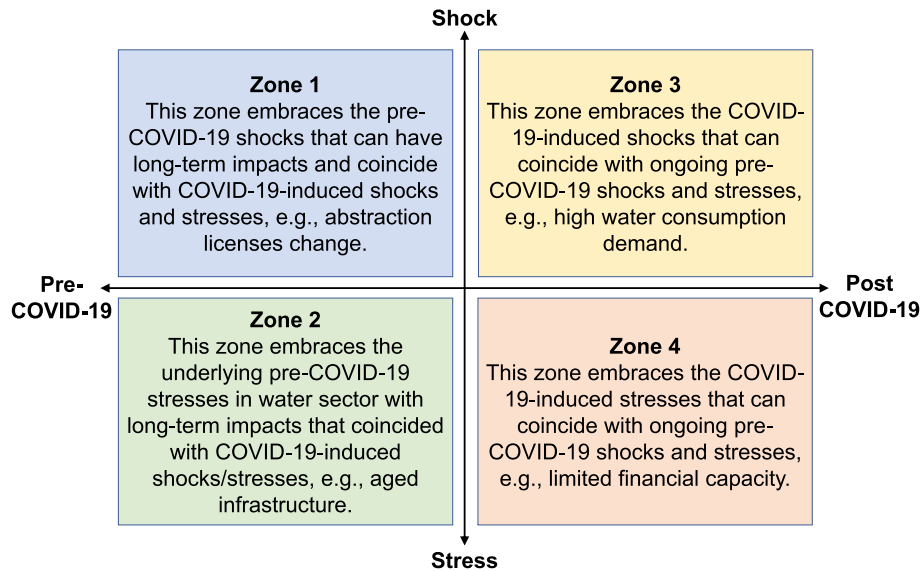 Shock
Zone 1
This zone embraces the pre-
COVID-19 shocks that can have
long-term impacts and coincide
with COVID-19-induced shocks
and stresses, e.g., abstraction
licenses change.
Zone 3
This zone embraces the COVID-
19-induced shocks that can
coincide with ongoing pre-
COVID-19 shocks and stresses,
e.g., high water consumption
demand.
Pre-
COVID-19
Post
COVID-19
Zone 2
This zone embraces the
underlying pre-COVID-19
stresses in water sector with
long-term impacts that coincided
with COVID-19-induced
shocks/stresses, e.g., aged
infrastructure.
Zone 4
This zone embraces the COVID-
19-induced stresses that can
coincide with ongoing pre-
COVID-19 shocks and stresses,
e.g., limited financial capacity.
Stress